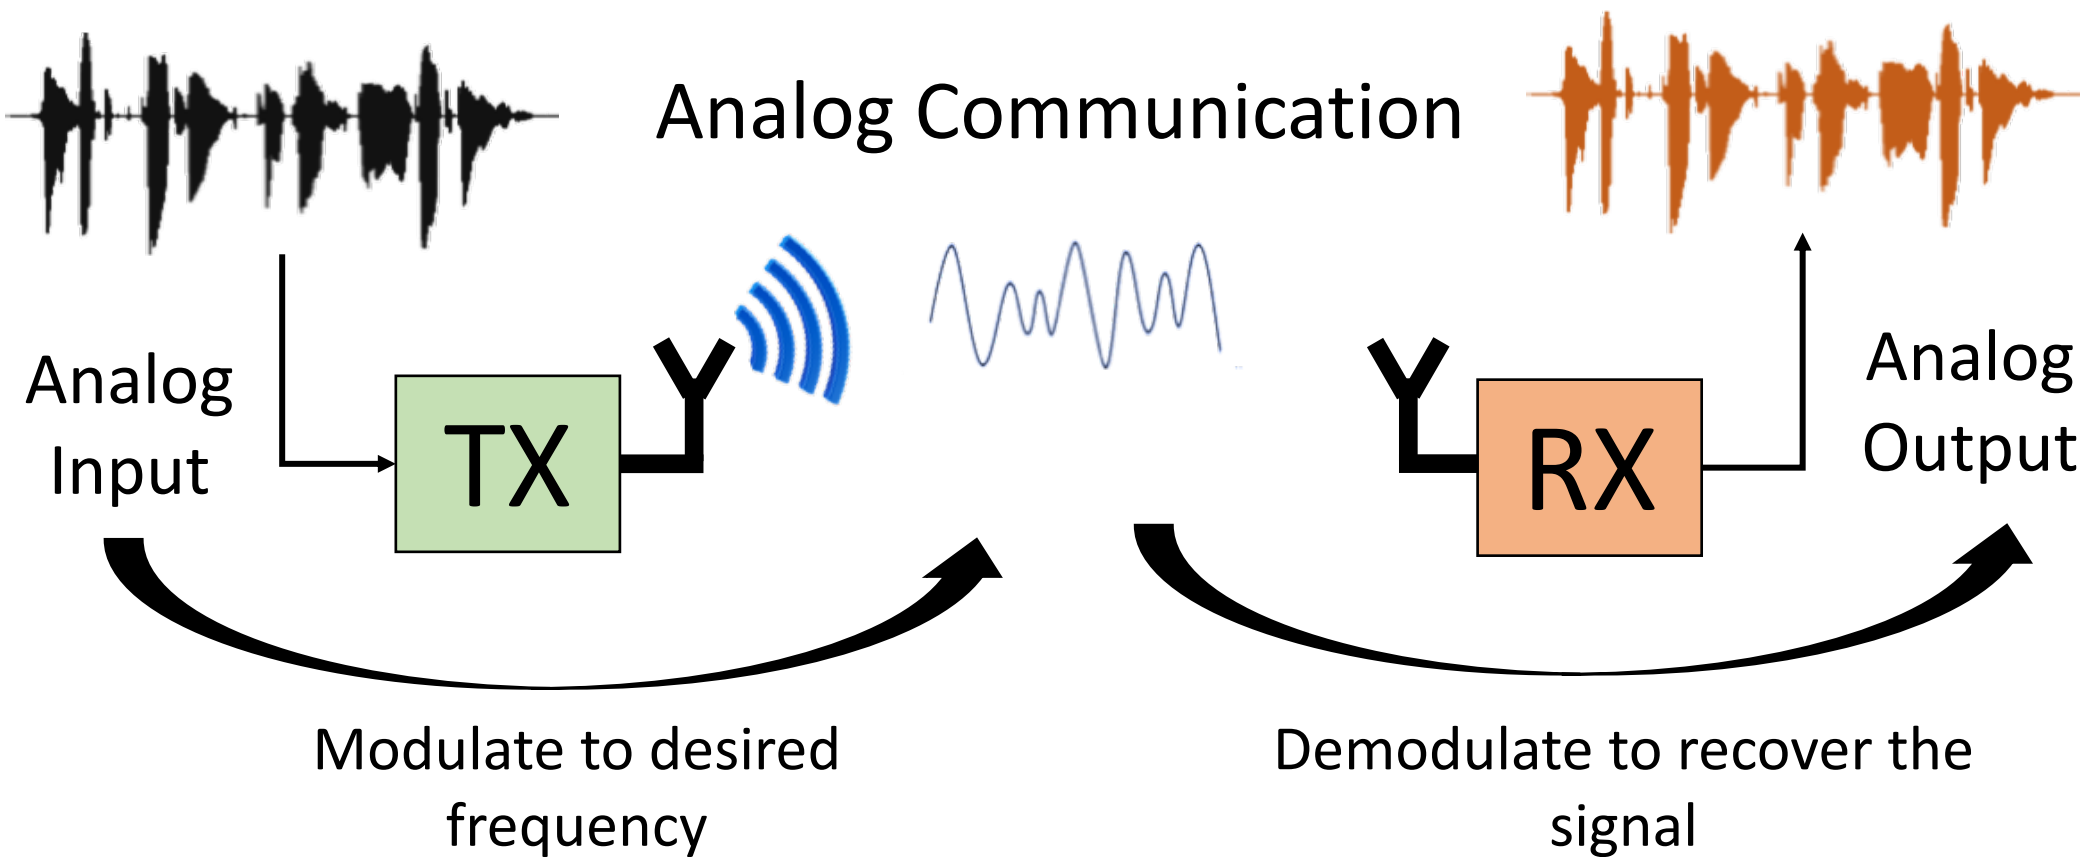 Analog Communication
Analog
Input
TX
RX
Analog
Output
Modulate to desired
frequency
Demodulate to recover the
signal